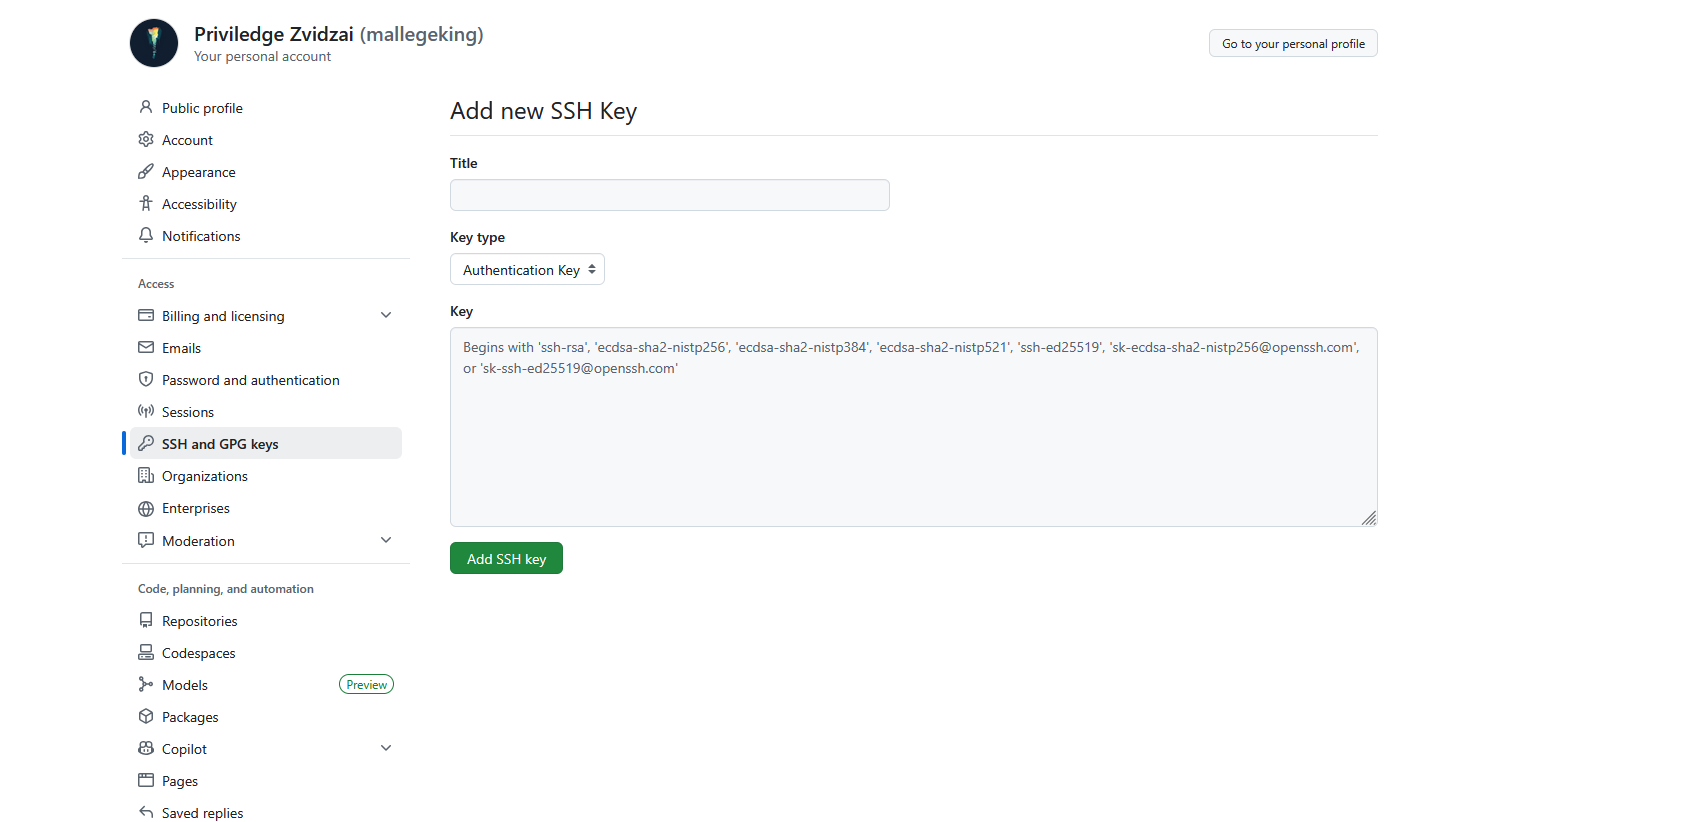 Priviledge Zvidzai (mallegeking)
Your personal account
Go to your personal profile
Public profile
Account
Appearance
Accessibility
Notifications
Access
Billing and licensing
Emails
Password and authentication
Sessions
SSH and GPG keys
Organizations
Enterprises
Moderation
Code, planning, and automation
Repositories
Codespaces
Models
Preview
Packages
Copilot
Pages
Saved replies
Add new SSH Key
Title
Key type
Authentication Key
Key
Begins with 'ssh-rsa', 'ecdsa-sha2-nistp256', 'ecdsa-sha2-nistp384', 'ecdsa-sha2-nistp521', 'ssh-ed25519', 'sk-ecdsa-sha2-nistp256@openssh.com',
or 'sk-ssh-ed25519@openssh.com'
Add SSH key